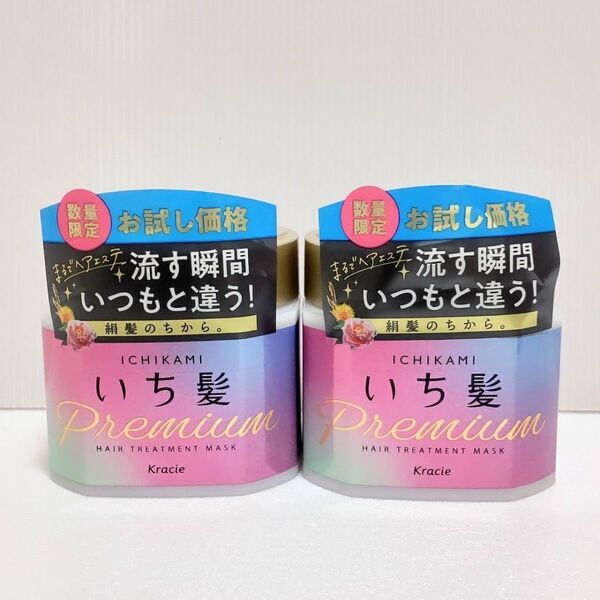 数量
限定
お試し価格
まるでヘアエステ
流す瞬間
いつもと違う!
絹髪のちから。
ICHIKAMI
いち髪
Premium
HAIR TREATMENT MASK
Kracie
数量
限定
お試し価格
まるでヘアエステ
流す瞬間
いつもと違う!
絹髪のちから。
ICHIKAMI
いち髪
Premium
HAIR TREATMENT MASK
Kracie